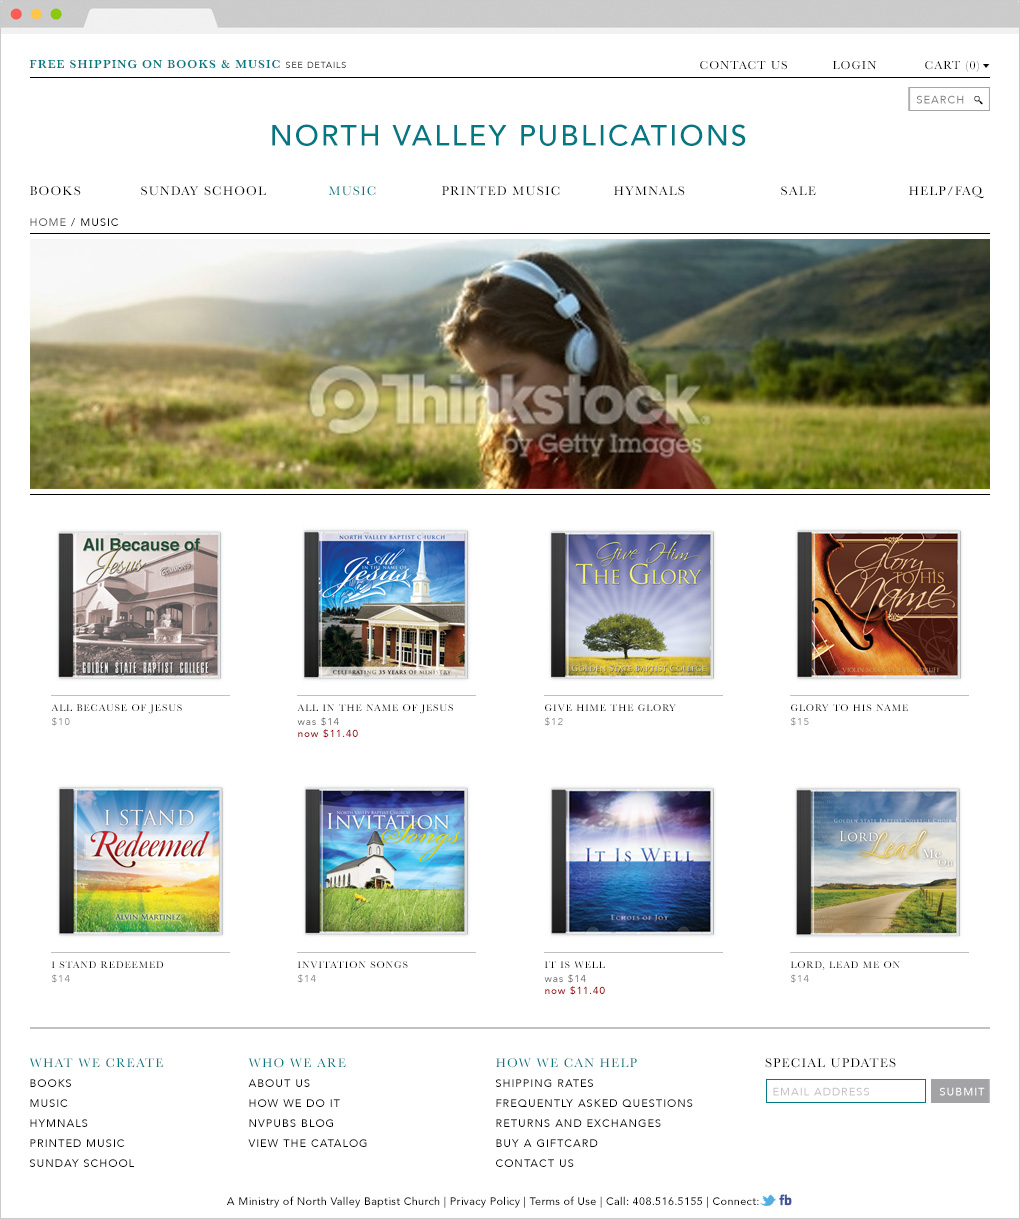 FREE SHIPPING ON BOOKS & MUSIC SEE DETAILS
CONTACT US LOGIN CART (0)
SEARCH
NORTH VALLEY PUBLICATIONS
BOOKS SUNDAY SCHOOL MUSIC PRINTED MUSIC HYMNALS SALE HELP/FAQ
HOME / MUSIC
Thinkstock
by Getty Images
All Because of
Jesus
GOLDEN STATE BAPTIST COLLEGE
ALL BECAUSE OF JESUS
$10
NORTH VALLEY BAPTIST CHURCH
All
IN THE NAME OF
Jesus
CELEBRATING 35 YEARS OF MINISTRY
ALL IN THE NAME OF JESUS
was $14
now $11.40
Give Him
THE GLORY
GOLDEN STATE BAPTIST COLLEGE
GIVE HIME THE GLORY
$12
Glory
TO HIS
Name
GLORY TO HIS NAME
$15
I STAND
Redeemed
ALVIN MARTINEZ
I STAND REDEEMED
$14
NORTH VALLEY BAPTIST CHURCH
INVITATION
Songs
INVITATION SONGS
$14
IT IS WELL
ECHOES OF JOY
IT IS WELL
was $14
now $11.40
GOLDEN STATE BAPTIST COLLEGE CHOIR
LORD
Lead
ME
ON
LORD, LEAD ME ON
$14
WHAT WE CREATE
BOOKS
MUSIC
HYMNALS
PRINTED MUSIC
SUNDAY SCHOOL
WHO WE ARE
ABOUT US
HOW WE DO IT
NVPUBS BLOG
VIEW THE CATALOG
HOW WE CAN HELP
SHIPPING RATES
FREQUENTLY ASKED QUESTIONS
RETURNS AND EXCHANGES
BUY A GIFTCARD
CONTACT US
SPECIAL UPDATES
EMAIL ADDRESS SUBMIT
A Ministry of North Valley Baptist Church | Privacy Policy | Terms of Use | Call: 408.516.5155 | Connect: fb